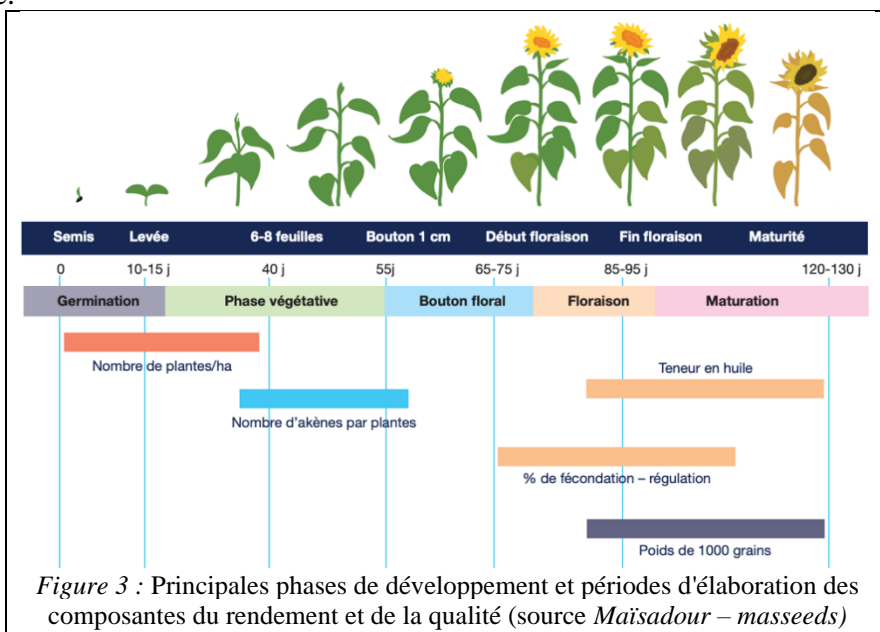 Semis Levée 6-8 feuilles Bouton 1 cm Début floraison Fin floraison Maturité
0 10-15 j 40 j 55j 65-75 j 85-95 j 120-130 j
Germination Phase végétative Bouton floral Floraison Maturation
Nombre de plantes/ha
Teneur en huile
Nombre d'akènes par plantes
% de fécondation – régulation
Poids de 1000 grains
Figure 3 : Principales phases de développement et périodes d'élaboration des
composantes du rendement et de la qualité (source Maïsadour – masseeds)